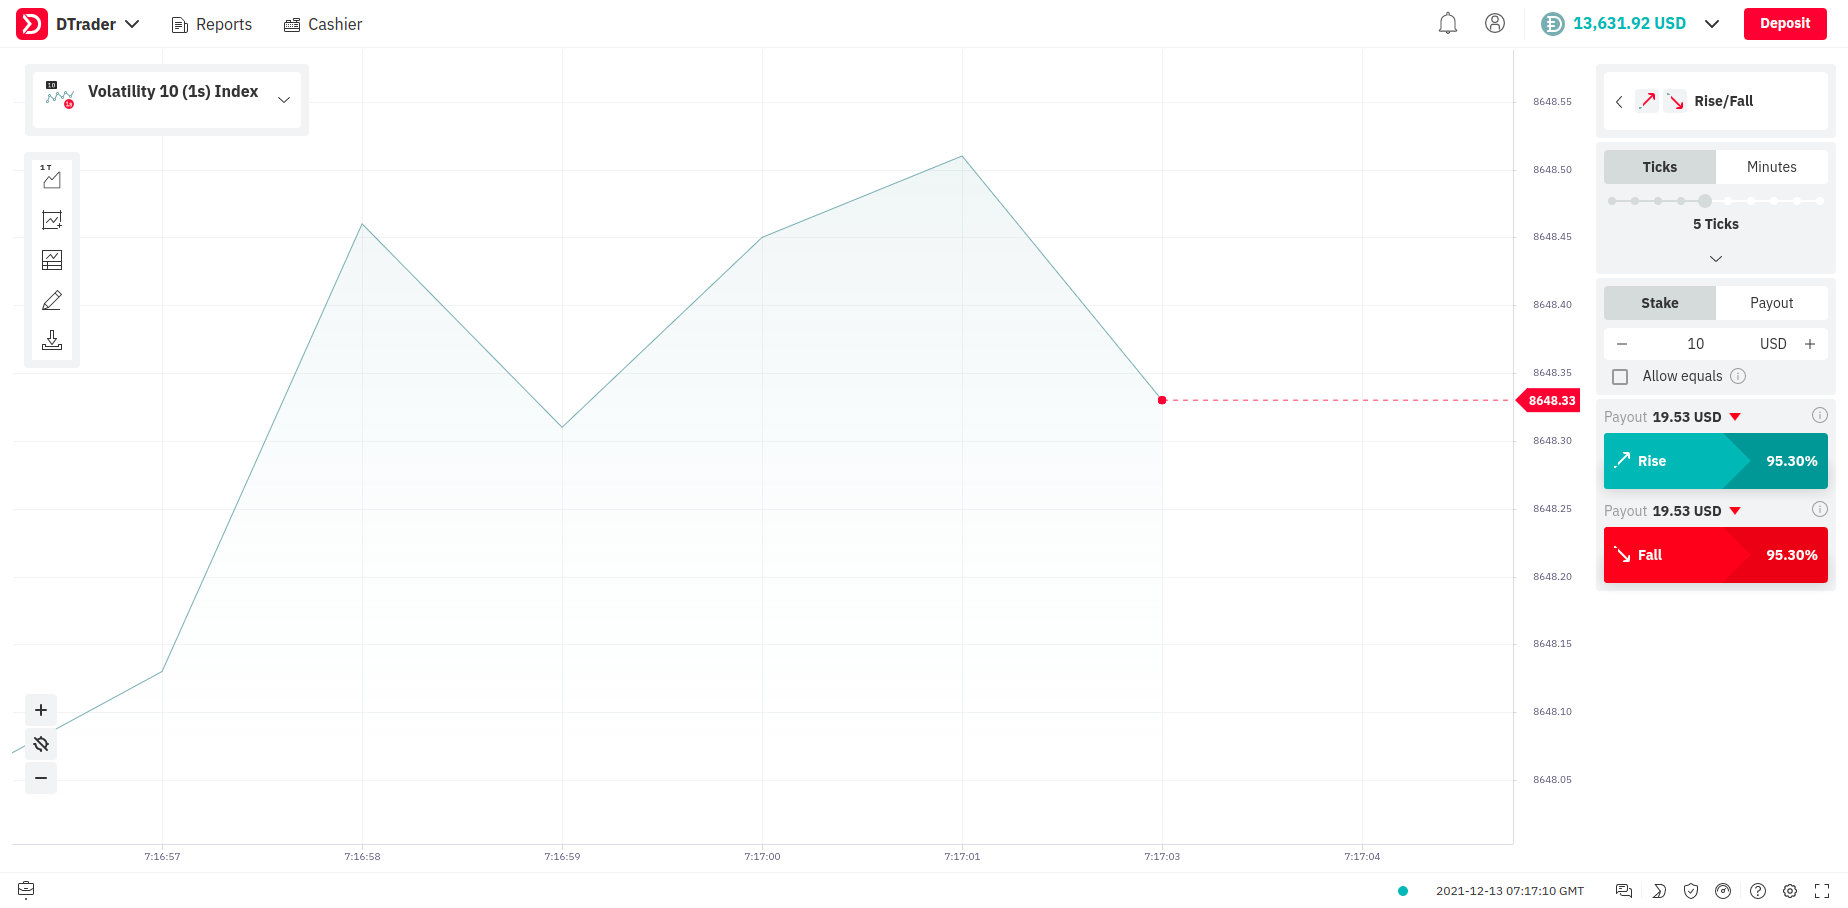 DTrader
Reports
Cashier
13,631.92 USD
Deposit
10
1s
Volatility 10 (1s) Index
1T
8648.55
8648.50
8648.45
8648.40
8648.35
8648.33
8648.30
8648.25
8648.20
8648.15
8648.10
8648.05
7:16:57
7:16:58
7:16:59
7:17:00
7:17:01
7:17:03
7:17:04
Rise/Fall
Ticks
Minutes
5 Ticks
Stake
Payout
10
USD
Allow equals
Payout 19.53 USD
Rise
95.30%
Payout 19.53 USD
Fall
95.30%
2021-12-13 07:17:10 GMT